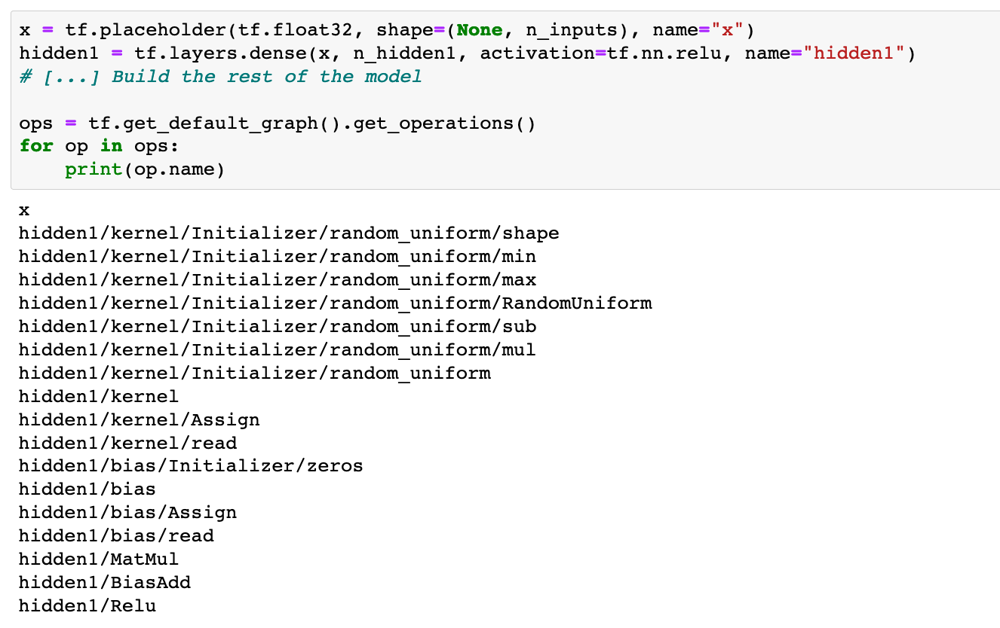 x = tf.placeholder(tf.float32, shape=(None, n_inputs), name="x")
hidden1 = tf.layers.dense(x, n_hidden1, activation=tf.nn.relu, name="hidden1")
# [...] Build the rest of the model

ops = tf.get_default_graph().get_operations()
for op in ops:
    print(op.name)
x
hidden1/kernel/Initializer/random_uniform/shape
hidden1/kernel/Initializer/random_uniform/min
hidden1/kernel/Initializer/random_uniform/max
hidden1/kernel/Initializer/random_uniform/RandomUniform
hidden1/kernel/Initializer/random_uniform/sub
hidden1/kernel/Initializer/random_uniform/mul
hidden1/kernel/Initializer/random_uniform
hidden1/kernel
hidden1/kernel/Assign
hidden1/kernel/read
hidden1/bias/Initializer/zeros
hidden1/bias
hidden1/bias/Assign
hidden1/bias/read
hidden1/MatMul
hidden1/BiasAdd
hidden1/Relu